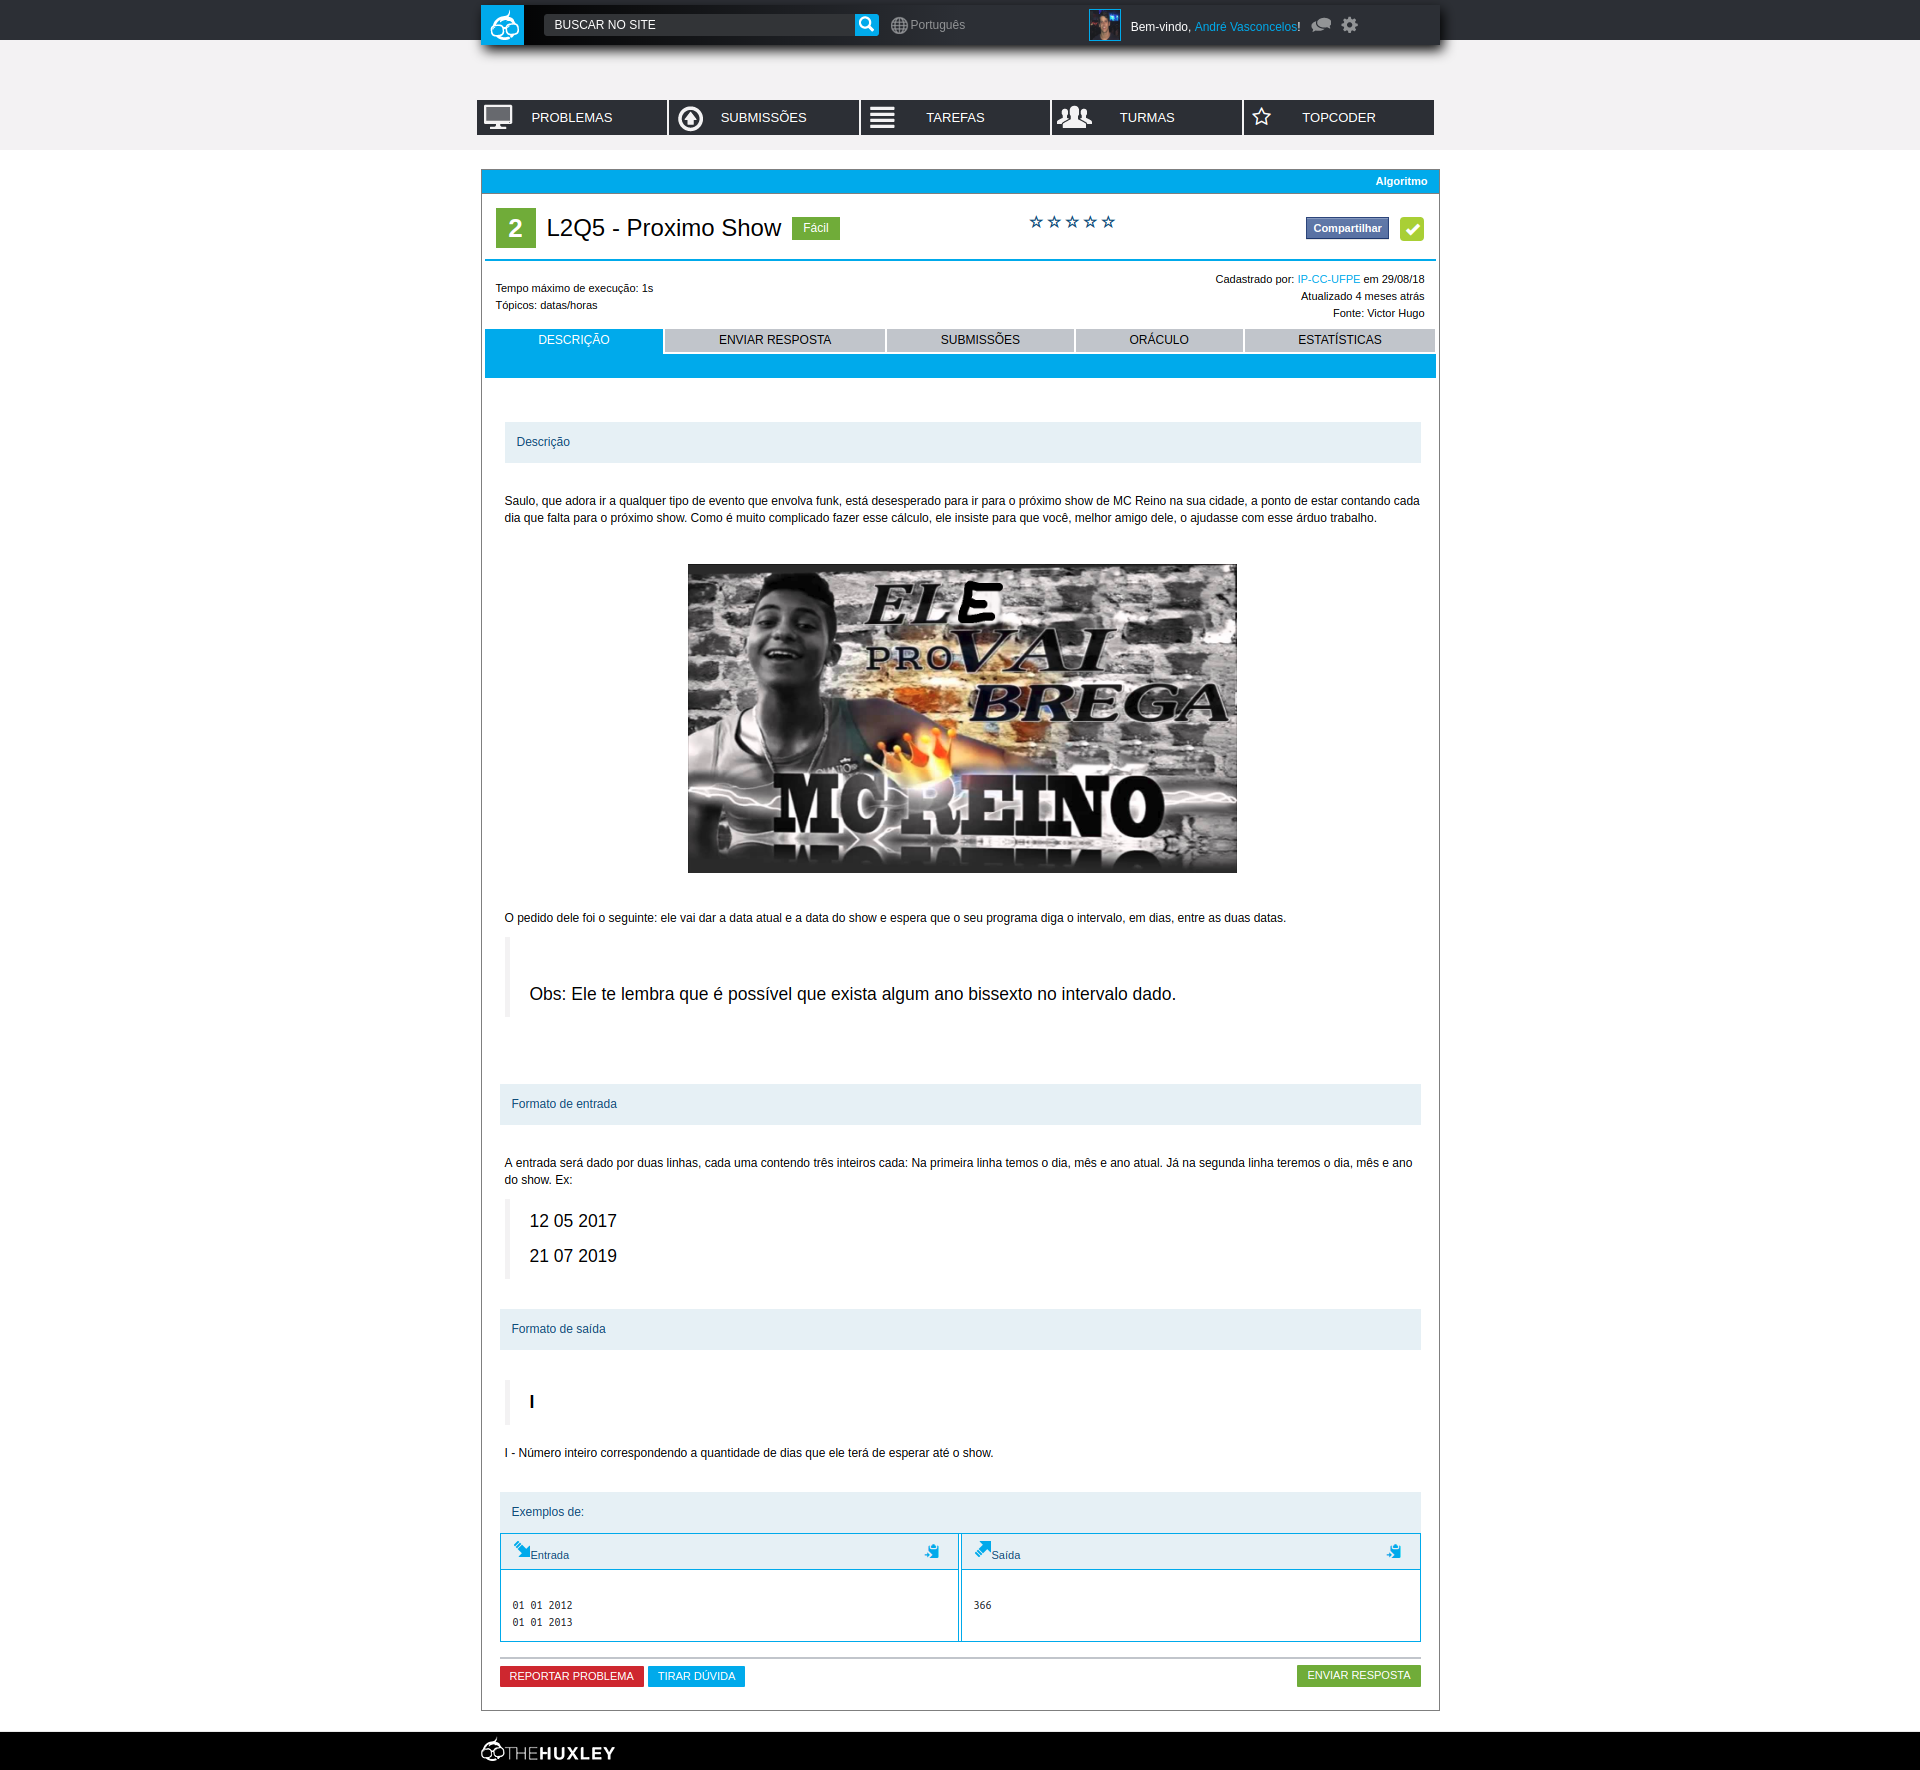 BUSCAR NO SITE
Português
Bem-vindo, André Vasconcelos!
PROBLEMAS
SUBMISSÕES
TAREFAS
TURMAS
TOPCODER
Algoritmo
2
L2Q5 - Proximo Show
Fácil
Compartilhar
Tempo máximo de execução: 1s
Tópicos: datas/horas
Cadastrado por: IP-CC-UFPE em 29/08/18
Atualizado 4 meses atrás
Fonte: Victor Hugo
DESCRIÇÃO
ENVIAR RESPOSTA
SUBMISSÕES
ORÁCULO
ESTATÍSTICAS
Descrição
Saulo, que adora ir a qualquer tipo de evento que envolva funk, está desesperado para ir para o próximo show de MC Reino na sua cidade, a ponto de estar contando cada
dia que falta para o próximo show. Como é muito complicado fazer esse cálculo, ele insiste para que você, melhor amigo dele, o ajudasse com esse árduo trabalho.
ELE
PRO VAI
BREGA
MC REINO
O pedido dele foi o seguinte: ele vai dar a data atual e a data do show e espera que o seu programa diga o intervalo, em dias, entre as duas datas.
Obs: Ele te lembra que é possível que exista algum ano bissexto no intervalo dado.
Formato de entrada
A entrada será dado por duas linhas, cada uma contendo três inteiros cada: Na primeira linha temos o dia, mês e ano atual. Já na segunda linha teremos o dia, mês e ano
do show. Ex:
12 05 2017
21 07 2019
Formato de saída
I
I - Número inteiro correspondendo a quantidade de dias que ele terá de esperar até o show.
Exemplos de:
Entrada
Saída
01 01 2012
01 01 2013
366
REPORTAR PROBLEMA
TIRAR DÚVIDA
ENVIAR RESPOSTA
THEHUXLEY